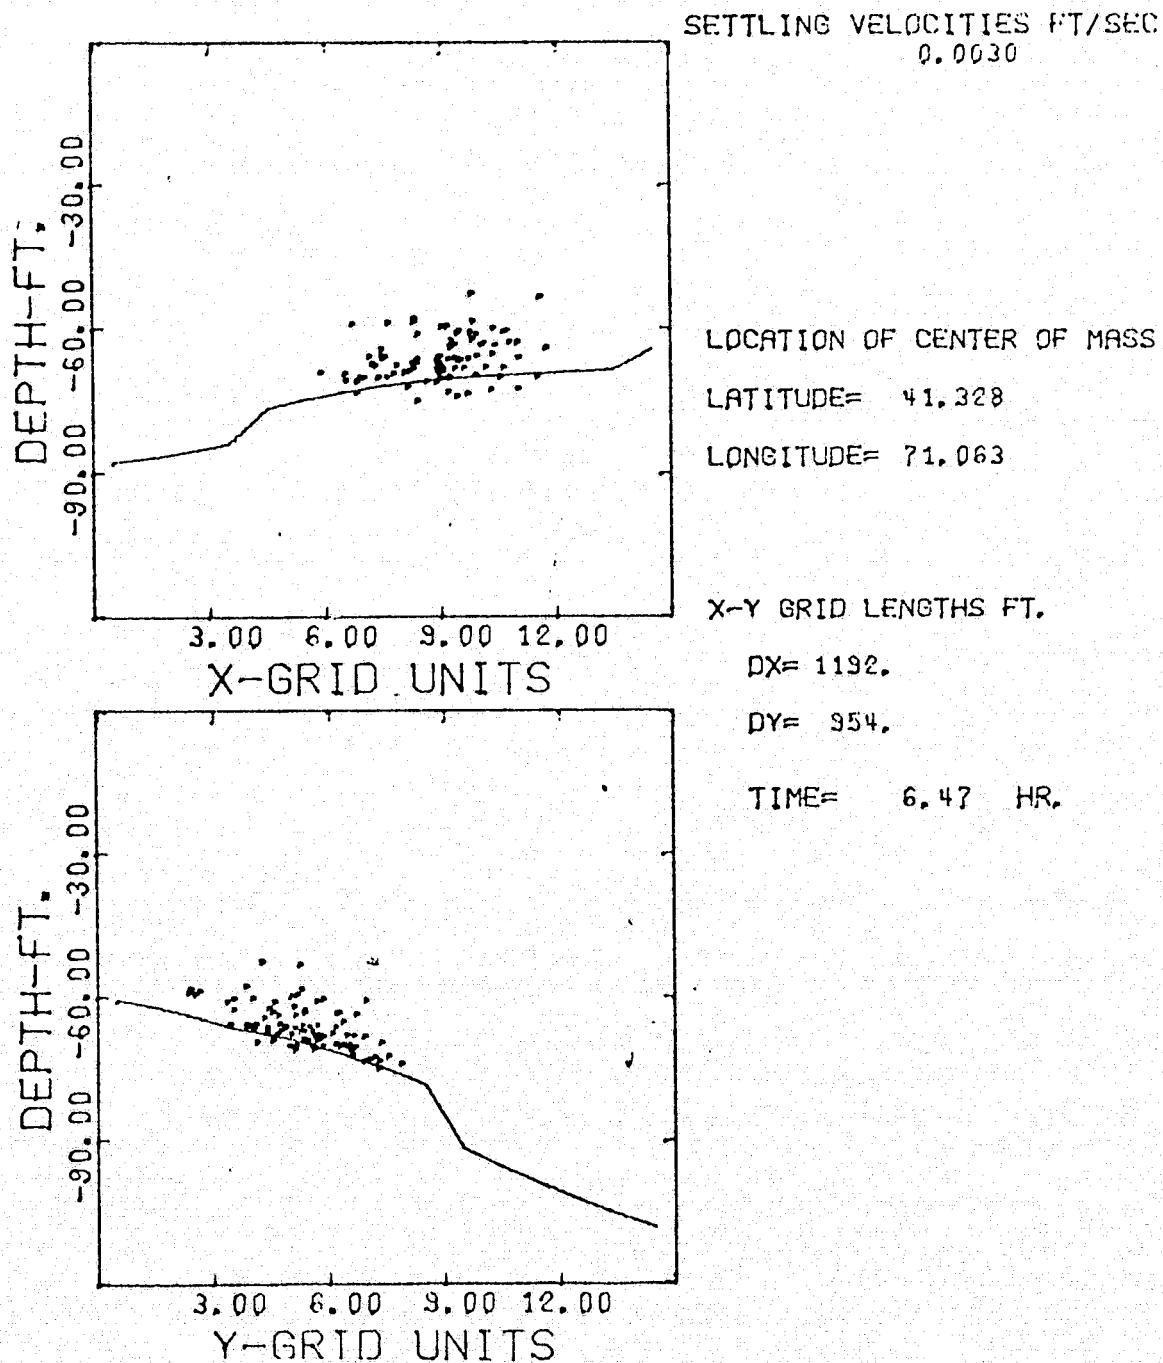 SETTLING VELOCITIES FT/SEC
0.0030
DEPTH-FT.
-30.00
-60.00
-90.00
3.00 6.00 9.00 12.00
X-GRID UNITS
LOCATION OF CENTER OF MASS
LATITUDE= 41.328
LONGITUDE= 71.063
X-Y GRID LENGTHS FT.
DX= 1192.
DY= 954.
TIME= 6.47 HR.
DEPTH-FT.
-30.00
-60.00
-90.00
3.00 6.00 9.00 12.00
Y-GRID UNITS